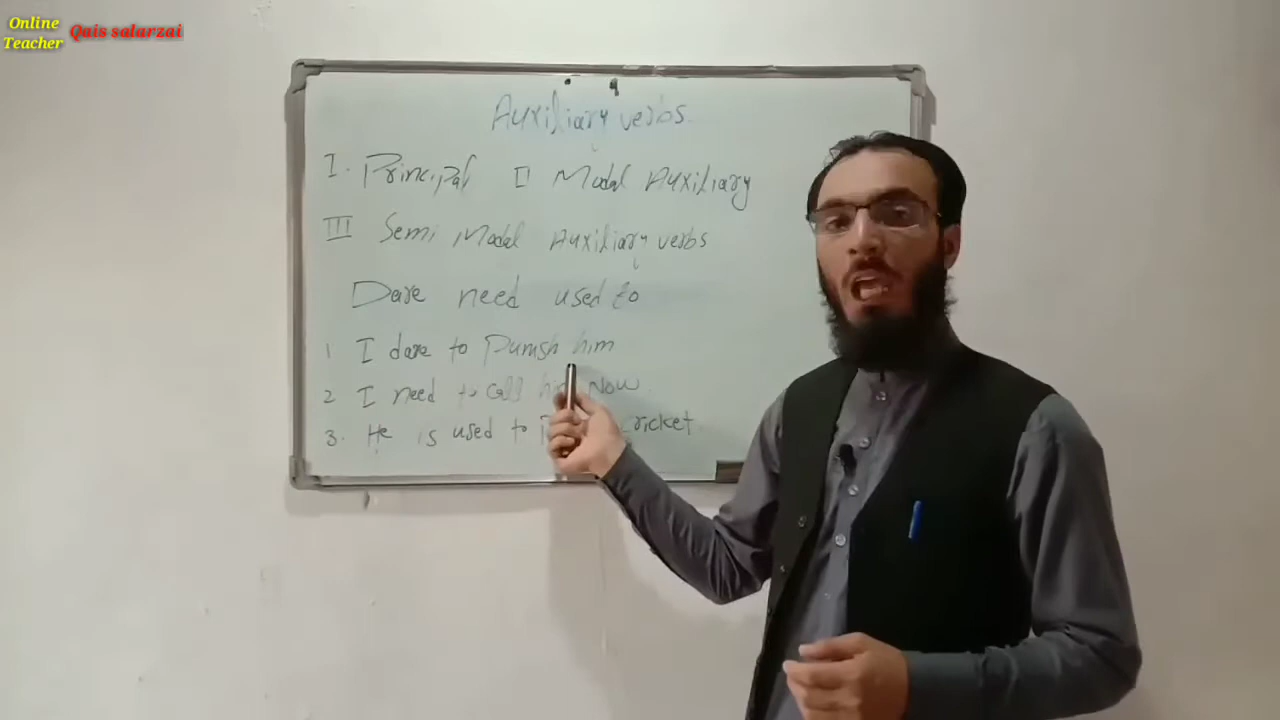 Online
Teacher
Qais salarzai
Auxiliary verbs
I. Principal II Modal Auxiliary
III Semi Modal Auxiliary verbs
Dare need used to
1 I dare to Punish him
2 I need to call him Now
3. He is used to cricket